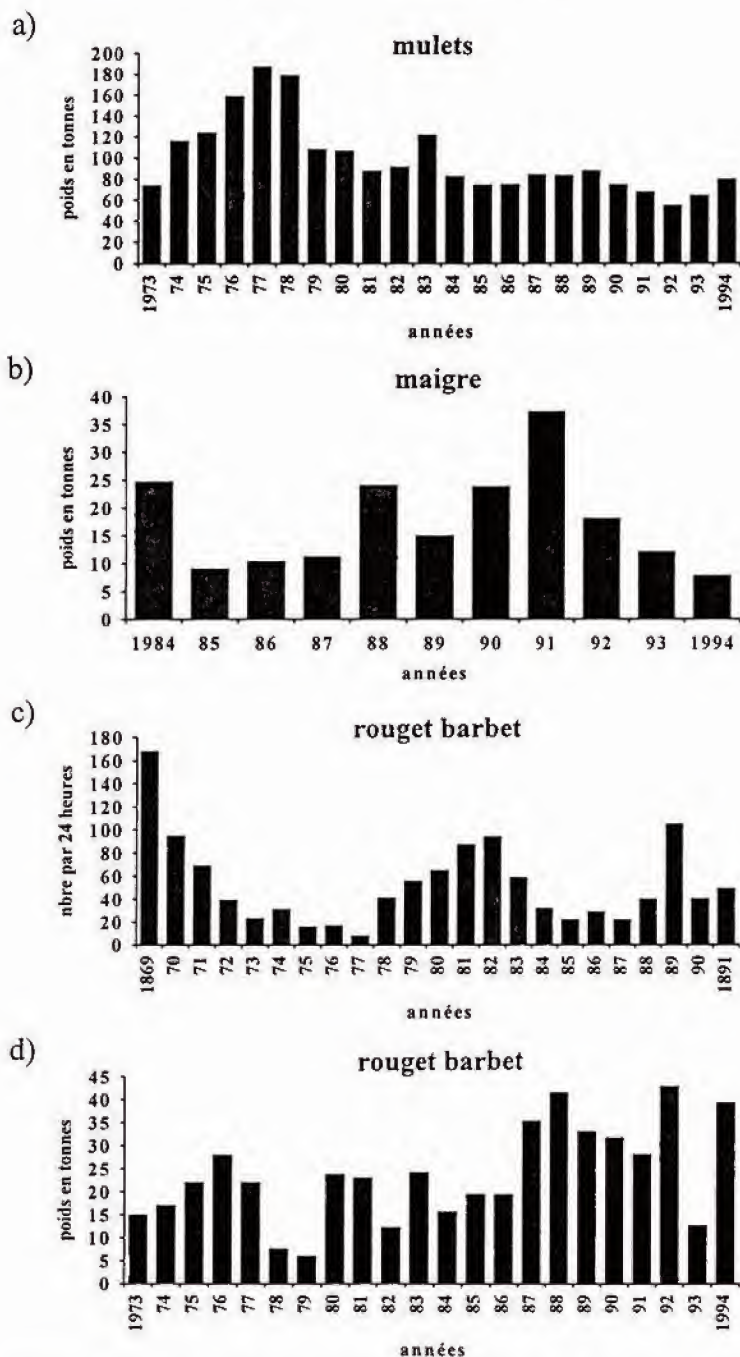 a)
mulets
poids en tonnes
200
180
160
140
120
100
80
60
40
20
0
1973 74 75 76 77 78 79 80 81 82 83 84 85 86 87 88 89 90 91 92 93 1994
années
b)
maigre
poids en tonnes
40
35
30
25
20
15
10
5
0
1984 85 86 87 88 89 90 91 92 93 1994
années
c)
rouget barbet
nbre par 24 heures
180
160
140
120
100
80
60
40
20
0
1869 70 71 72 73 74 75 76 77 78 79 80 81 82 83 84 85 86 87 88 89 90 1891
années
d)
rouget barbet
poids en tonnes
45
40
35
30
25
20
15
10
5
0
1973 74 75 76 77 78 79 80 81 82 83 84 85 86 87 88 89 90 91 92 93 1994
années